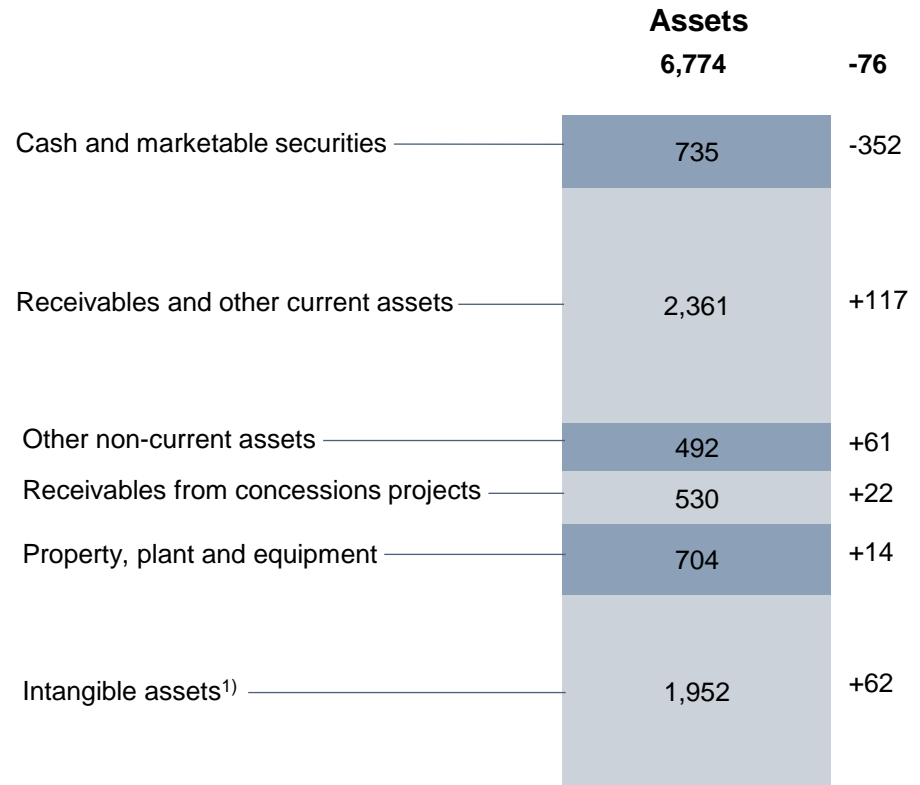 Assets
6,774 -76
Cash and marketable securities 735 -352
Receivables and other current assets 2,361 +117
Other non-current assets 492 +61
Receivables from concessions projects 530 +22
Property, plant and equipment 704 +14
Intangible assets1) 1,952 +62